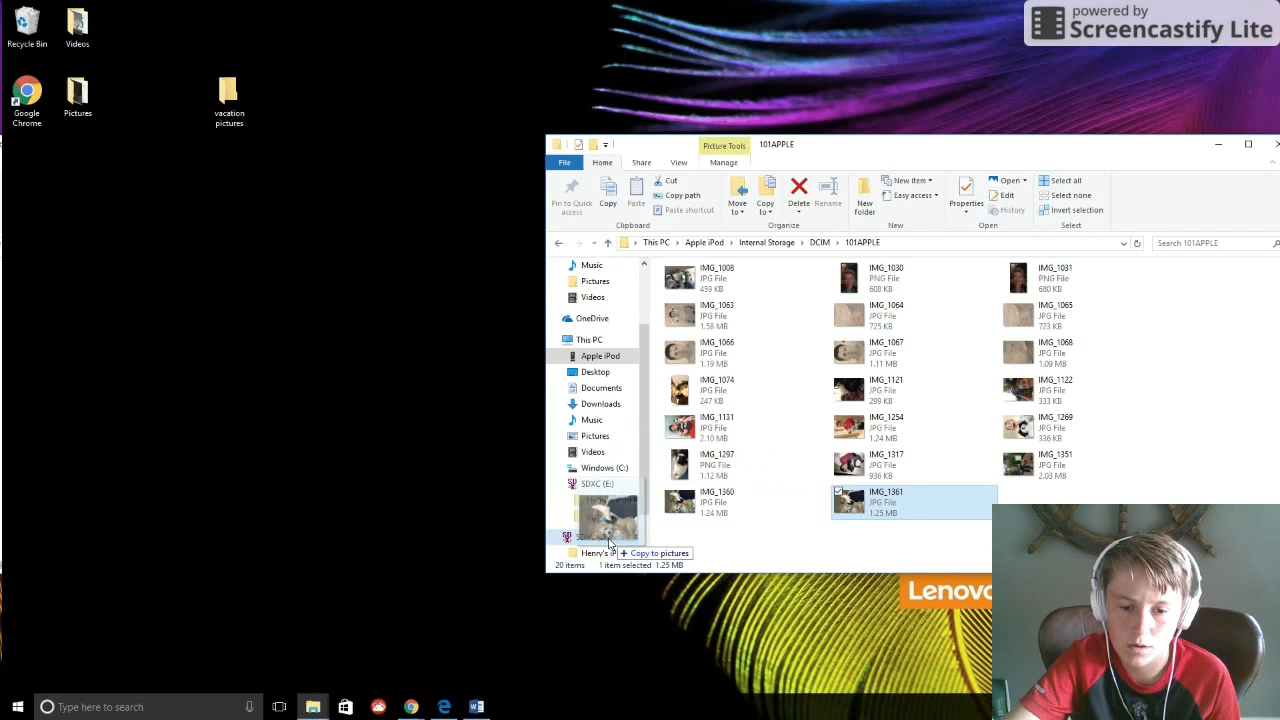 powered by
Screencastify Lite
Recycle Bin
Videos
Google
Chrome
Pictures
vacation
pictures
Picture Tools
101APPLE
File
Home
Share
View
Manage
Pin to Quick
access
Copy
Paste
Cut
Copy path
Paste shortcut
Clipboard
Move
to
Copy
to
Delete
Rename
Organize
New
folder
New item
Easy access
New
Properties
Open
Edit
History
Open
Select all
Select none
Invert selection
Select
This PC
Apple iPod
Internal Storage
DCIM
101APPLE
Search 101APPLE
Music
Pictures
Videos
OneDrive
This PC
Apple iPod
Desktop
Documents
Downloads
Music
Pictures
Videos
Windows (C:)
SDXC (E:)
Henry's iP
Copy to pictures
IMG_1008
JPG File
459 KB
IMG_1030
PNG File
608 KB
IMG_1031
PNG File
680 KB
IMG_1063
JPG File
1.58 MB
IMG_1064
JPG File
725 KB
IMG_1065
JPG File
723 KB
IMG_1066
JPG File
1.19 MB
IMG_1067
JPG File
1.11 MB
IMG_1068
JPG File
1.09 MB
IMG_1074
JPG File
247 KB
IMG_1121
JPG File
299 KB
IMG_1122
JPG File
333 KB
IMG_1131
JPG File
2.10 MB
IMG_1254
JPG File
1.24 MB
IMG_1269
JPG File
336 KB
IMG_1297
PNG File
1.12 MB
IMG_1317
JPG File
936 KB
IMG_1351
JPG File
2.03 MB
IMG_1360
JPG File
1.24 MB
IMG_1361
JPG File
1.25 MB
20 items
1 item selected 1.25 MB
Lenovo
Type here to search